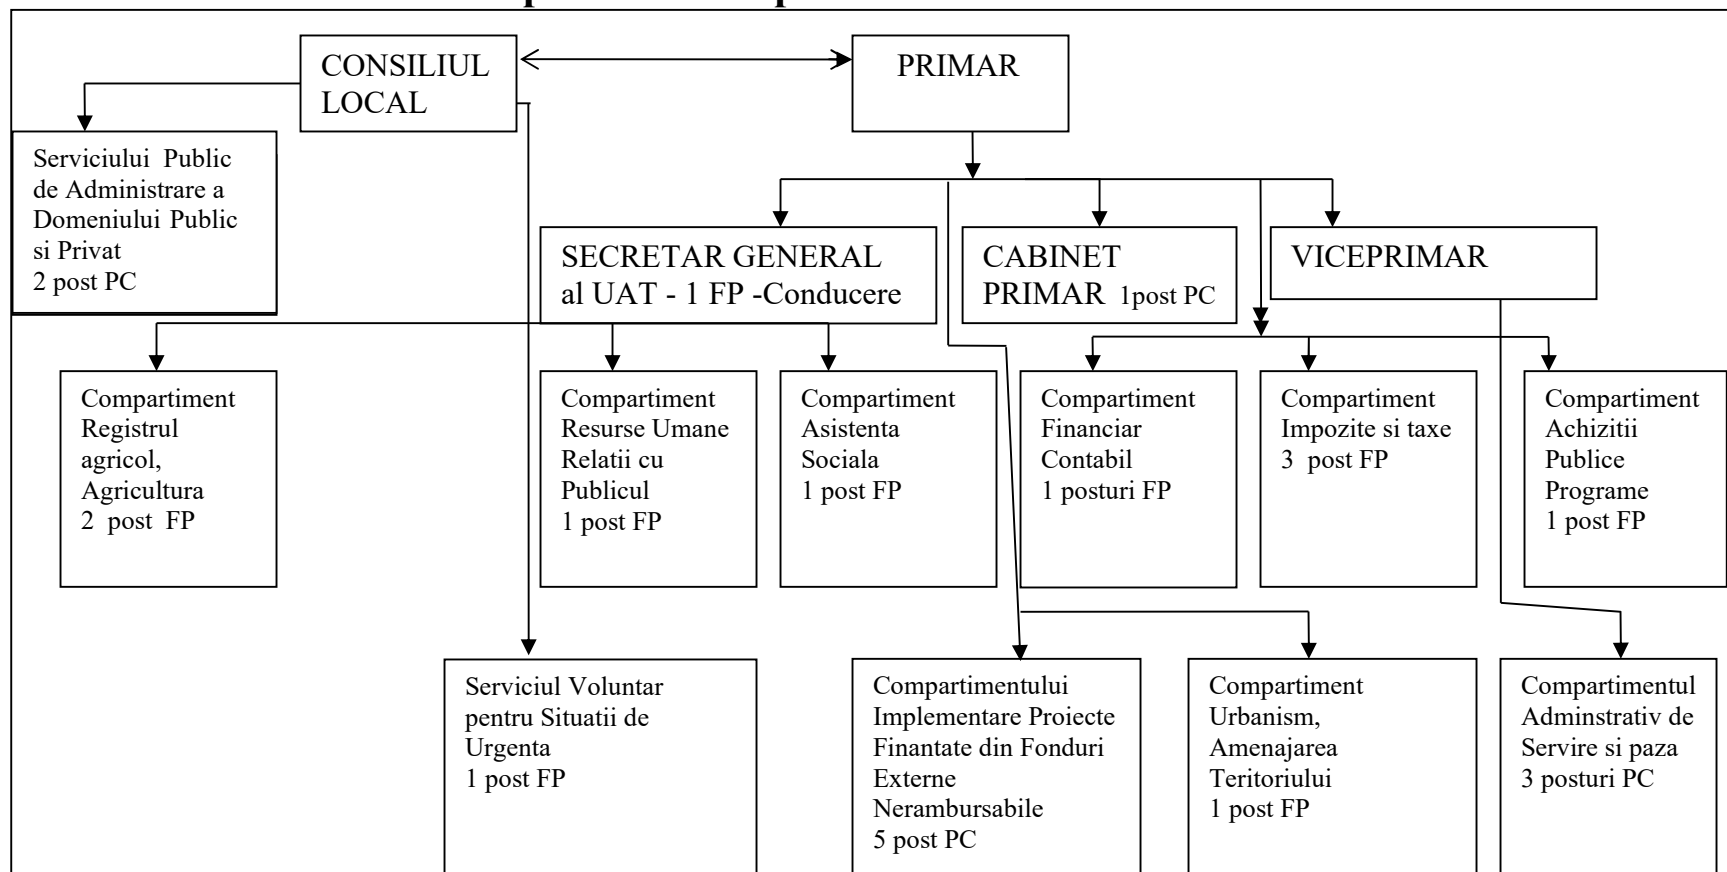 CONSILIUL
LOCAL
PRIMAR
Serviciului Public
de Administrare a
Domeniului Public
si Privat
2 post PC
SECRETAR GENERAL
al UAT - 1 FP -Conducere
CABINET
PRIMAR 1post PC
VICEPRIMAR
Compartiment
Registrul
agricol,
Agricultura
2 post FP
Compartiment
Resurse Umane
Relatii cu
Publicul
1 post FP
Compartiment
Asistenta
Sociala
1 post FP
Compartiment
Financiar
Contabil
1 posturi FP
Compartiment
Impozite si taxe
3 post FP
Compartiment
Achizitii
Publice
Programe
1 post FP
Serviciul Voluntar
pentru Situatii de
Urgenta
1 post FP
Compartimentului
Implementare Proiecte
Finantate din Fonduri
Externe
Nerambursabile
5 post PC
Compartiment
Urbanism,
Amenajarea
Teritoriului
1 post FP
Compartimentul
Adminstrativ de
Servire si paza
3 posturi PC